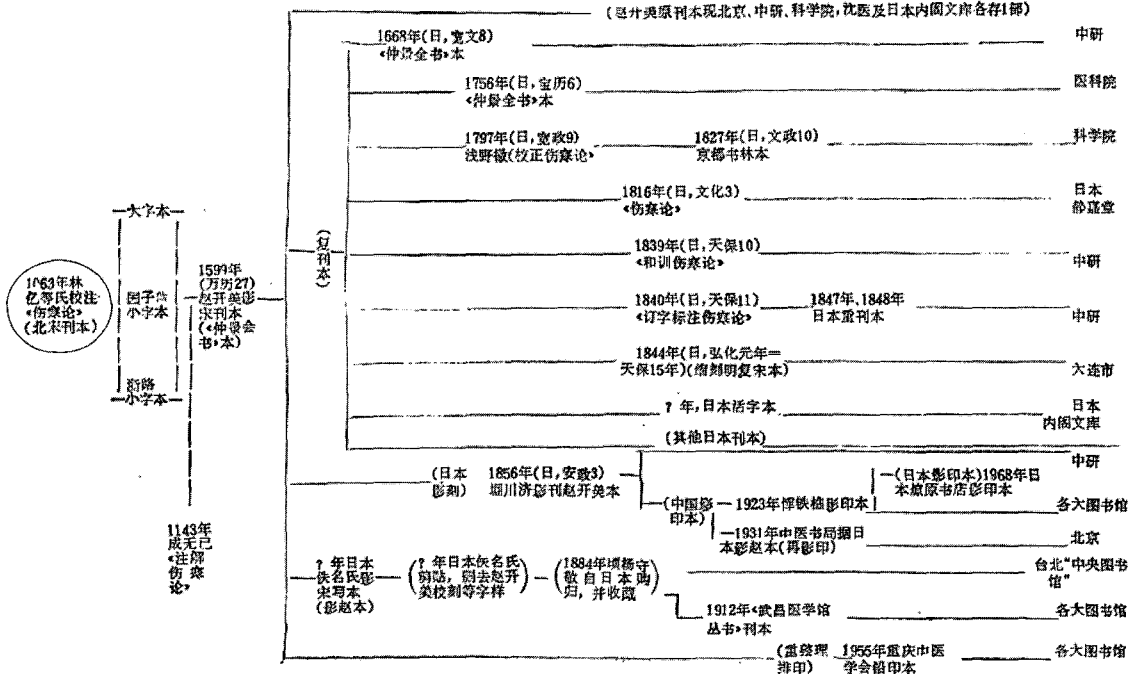 (赵开美原刊本现北京、中研、科学院，沈医及日本内阁文库各存1部)
1668年(日，宽文8)
《仲景全书》本
中研
1756年(日，宝历6)
《仲景全书》本
医科院
1797年(日，宽政9)
浅野徽《校正伤寒论》
1827年(日，文政10)
京都书林本
科学院
1816年(日，文化3)
《伤寒论》
日本
静嘉堂
1839年(日，天保10)
《和训伤寒论》
中研
1840年(日，天保11)
《订字标注伤寒论》
1847年、1848年
日本重刊本
中研
1844年(日，弘化元年=
天保15年)(缩刻明复宋本)
大连市
? 年，日本活字本
日本
内阁文库
(其他日本刊本)
(复刊本)
1063年林
亿等氏校注
《伤寒论》
(北宋刊本)
大字本
国子监
小字本
浙路
小字本
1599年
(万历27)
赵开美影
宋刊本
(《仲景全
书》本)
1143年
成无己
《注解
伤寒
论》
(日本
影刻)
1856年(日，安政3)
堀川济影刊赵开美本
中研
(中国影
印本)
1923年恽铁樵影印本
(日本影印本)1968年日
本燎原书店影印本
各大图书馆
1931年中医书局据日
本影赵本(再影印)
北京
? 年日本
佚名氏影
宋写本
(影赵本)
(? 年日本佚名氏
剪贴，剔去赵开
美校刻等字样)
(1884年顷杨守
敬自日本购
归，并收藏)
台北"中央图书
馆"
1912年《武昌医学馆
丛书》刊本
各大图书馆
(重整理
排印)
1955年重庆中医
学会铅印本
各大图书馆